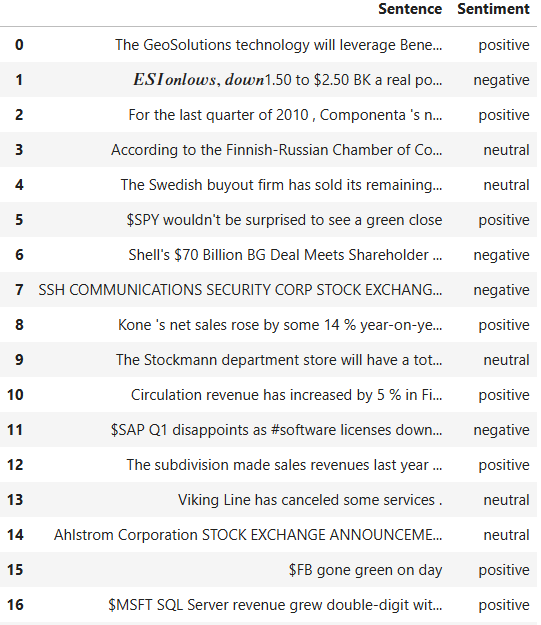 Sentence Sentiment
0 The GeoSolutions technology will leverage Bene... positive
1 ESIonlows, down1.50 to $2.50 BK a real po... negative
2 For the last quarter of 2010 , Componenta 's n... positive
3 According to the Finnish-Russian Chamber of Co... neutral
4 The Swedish buyout firm has sold its remaining... neutral
5 $SPY wouldn't be surprised to see a green close positive
6 Shell's $70 Billion BG Deal Meets Shareholder ... negative
7 SSH COMMUNICATIONS SECURITY CORP STOCK EXCHANG... negative
8 Kone 's net sales rose by some 14 % year-on-ye... positive
9 The Stockmann department store will have a tot... neutral
10 Circulation revenue has increased by 5 % in Fi... positive
11 $SAP Q1 disappoints as #software licenses down... negative
12 The subdivision made sales revenues last year ... positive
13 Viking Line has canceled some services . neutral
14 Ahlstrom Corporation STOCK EXCHANGE ANNOUNCEME... neutral
15 $FB gone green on day positive
16 $MSFT SQL Server revenue grew double-digit wit... positive